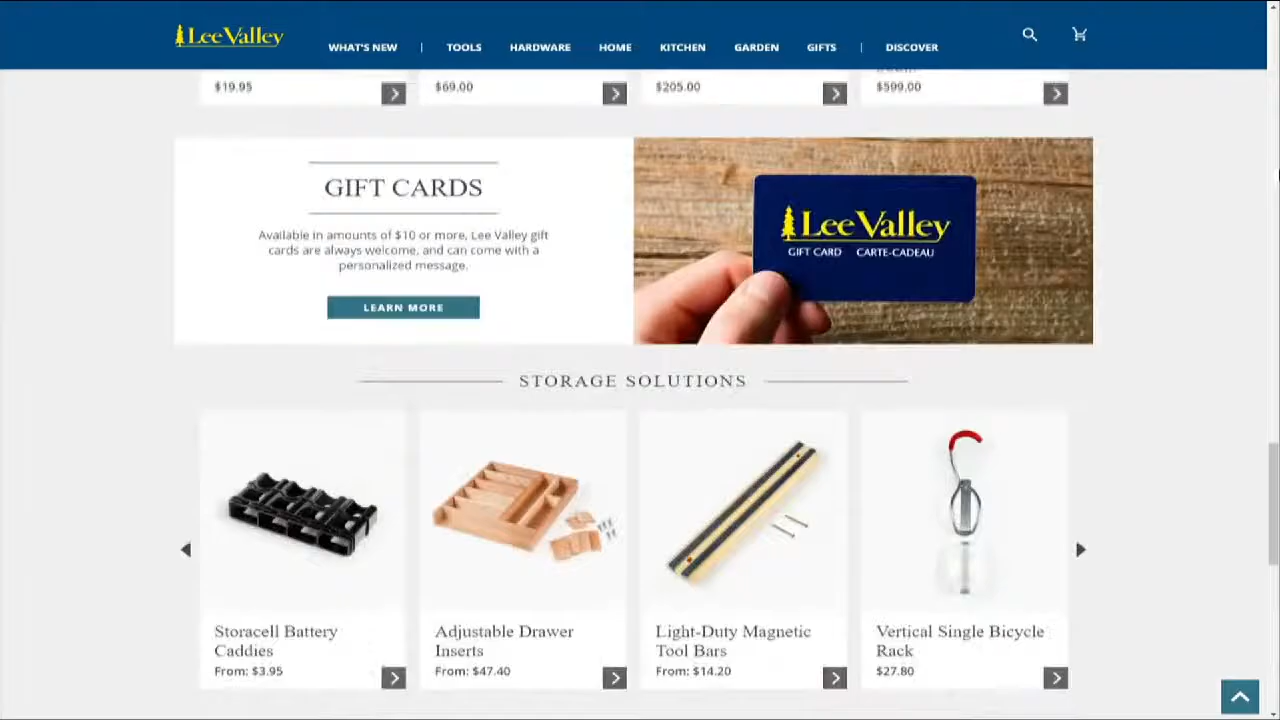 Lee Valley
WHAT'S NEW | TOOLS HARDWARE HOME KITCHEN GARDEN GIFTS | DISCOVER
$19.95 $69.00 $205.00 $599.00
GIFT CARDS
Available in amounts of $10 or more, Lee Valley gift
cards are always welcome, and can come with a
personalized message.
LEARN MORE
Lee Valley
GIFT CARD CARTE-CADEAU
STORAGE SOLUTIONS
Storacell Battery
Caddies
From: $3.95
Adjustable Drawer
Inserts
From: $47.40
Light-Duty Magnetic
Tool Bars
From: $14.20
Vertical Single Bicycle
Rack
$27.80